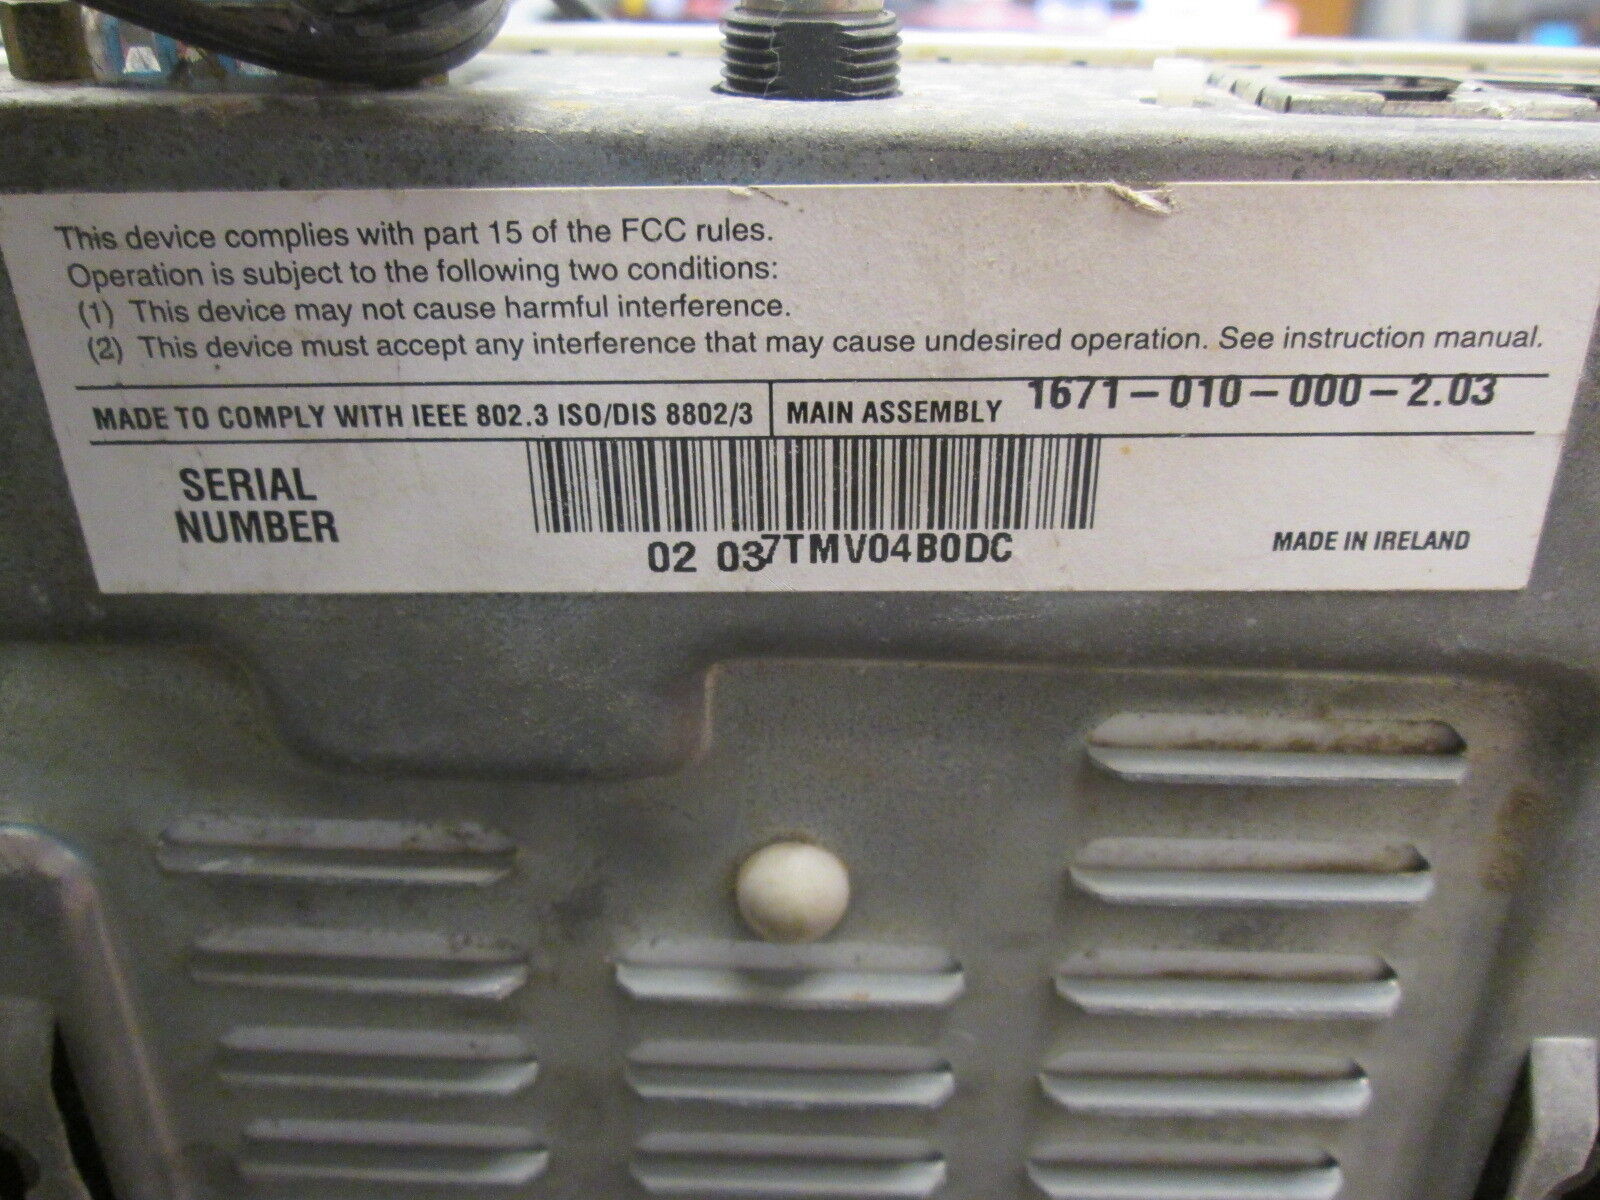 This device complies with part 15 of the FCC rules.
Operation is subject to the following two conditions:
(1) This device may not cause harmful interference.
(2) This device must accept any interference that may cause undesired operation. See instruction manual.
MADE TO COMPLY WITH IEEE 802.3 ISO/DIS 8802/3 MAIN ASSEMBLY 1671-010-000-2.03
SERIAL
NUMBER
02 037TMV04B0DC
MADE IN IRELAND